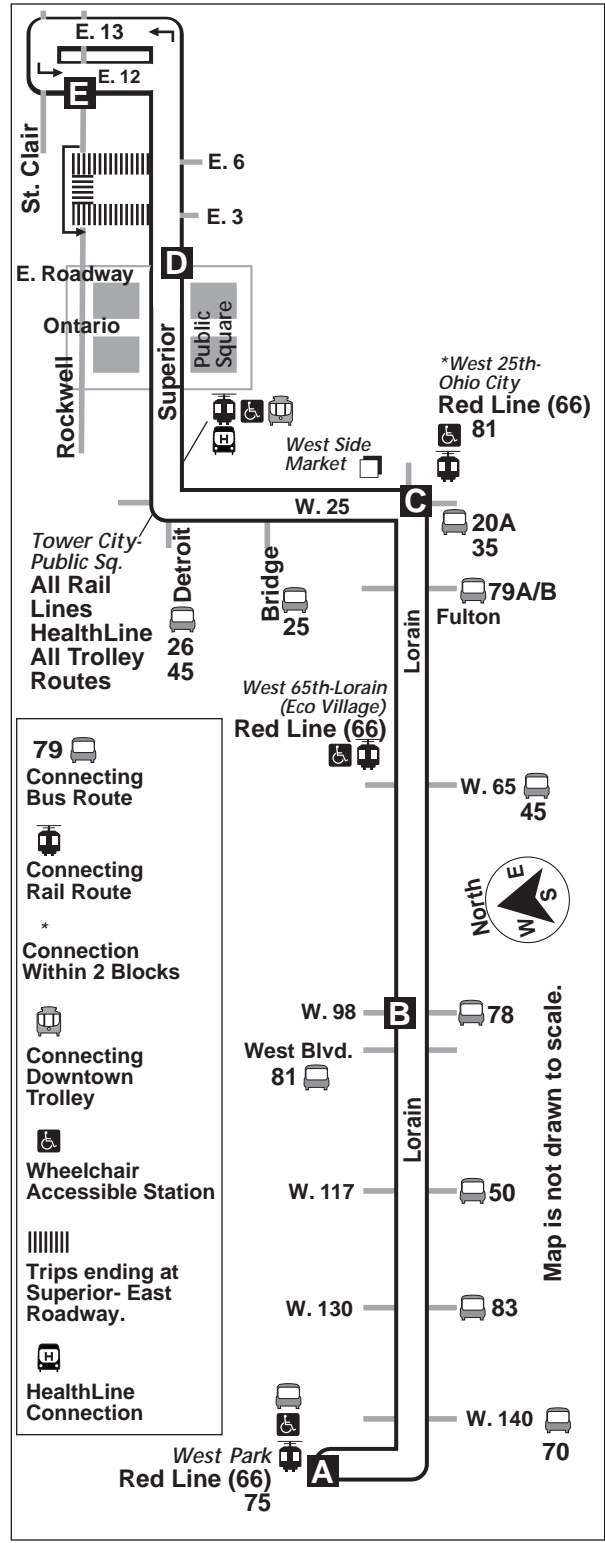 E. 13
E. 12
E
St. Clair
E. 6
E. 3
D
E. Roadway
Ontario
Public
Square
Superior
Rockwell
*West 25th-
Ohio City
Red Line (66)
81
H
West Side
Market
C
W. 25
20A
35
Tower City-
Public Sq.
All Rail
Lines
HealthLine
All Trolley
Routes
Detroit
26
45
Bridge
25
79A/B
Fulton
Lorain
West 65th-Lorain
(Eco Village)
Red Line (66)
W. 65
45
79
Connecting
Bus Route
Connecting
Rail Route
*
Connection
Within 2 Blocks
Connecting
Downtown
Trolley
Wheelchair
Accessible Station
Trips ending at
Superior- East
Roadway.
H
HealthLine
Connection
North
E
S
W
W. 98
B
78
West Blvd.
81
Lorain
Map is not drawn to scale.
W. 117
50
W. 130
83
W. 140
70
West Park
Red Line (66)
75
A